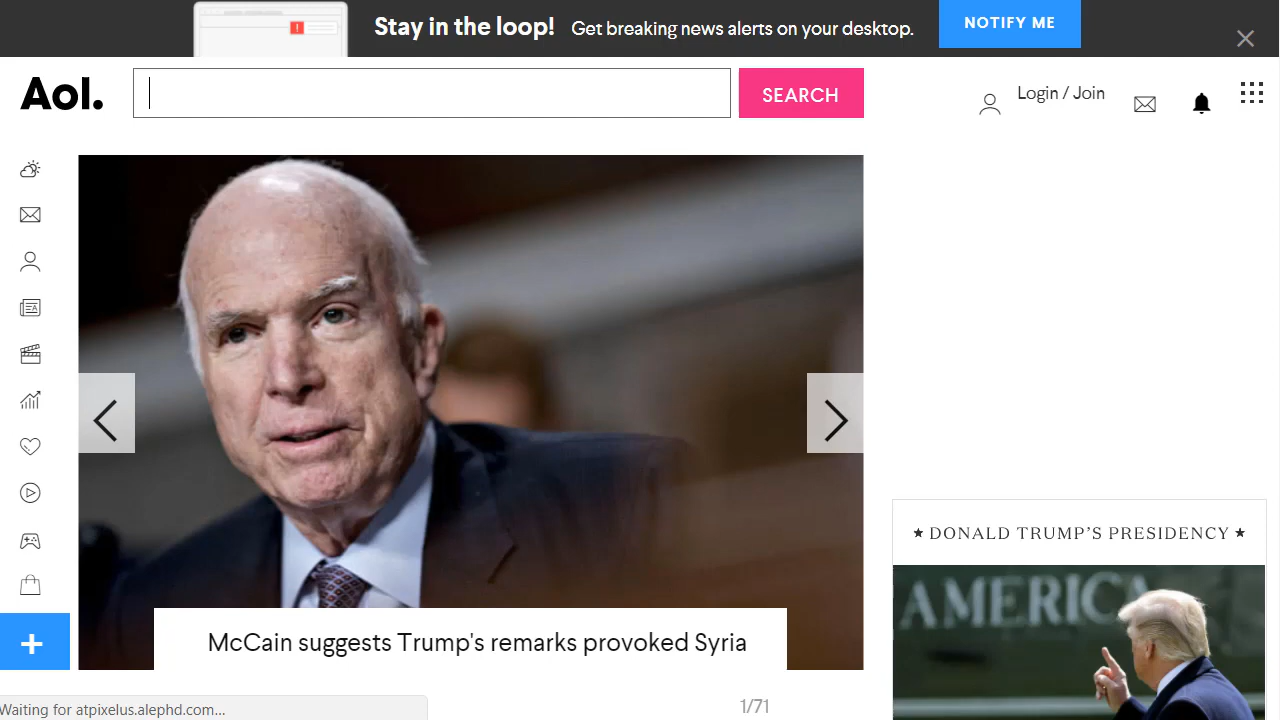 Stay in the loop! Get breaking news alerts on your desktop.
NOTIFY ME
Aol.
SEARCH
Login / Join
McCain suggests Trump's remarks provoked Syria
★ DONALD TRUMP'S PRESIDENCY ★
AMERICA
Waiting for atpixelus.alephd.com...
1/71